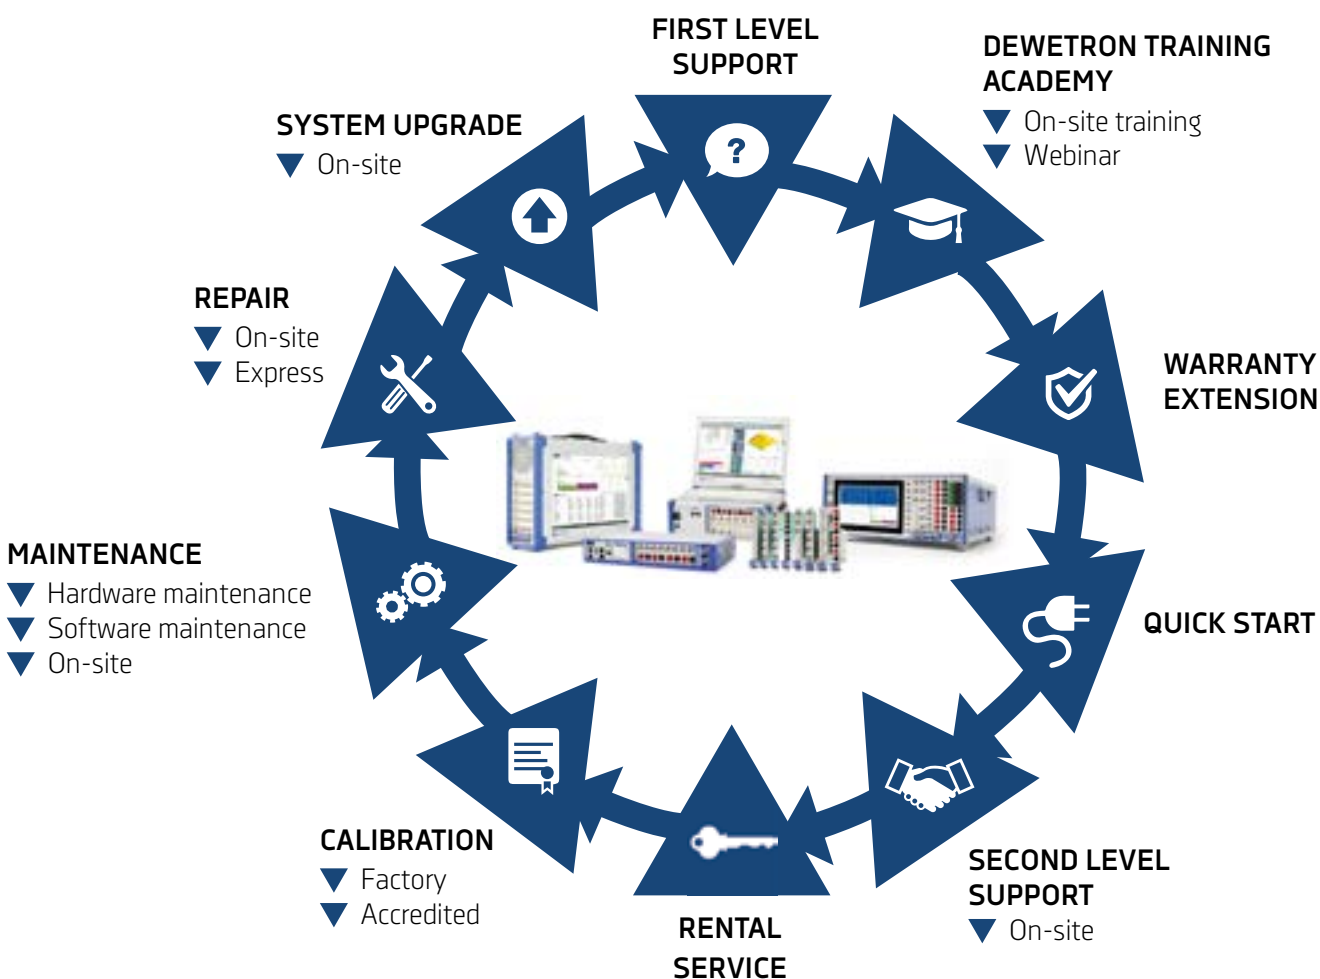 FIRST LEVEL
SUPPORT
?
DEWETRON TRAINING
ACADEMY
On-site training
Webinar
WARRANTY
EXTENSION
QUICK START
SECOND LEVEL
SUPPORT
On-site
RENTAL
SERVICE
CALIBRATION
Factory
Accredited
MAINTENANCE
Hardware maintenance
Software maintenance
On-site
REPAIR
On-site
Express
SYSTEM UPGRADE
On-site